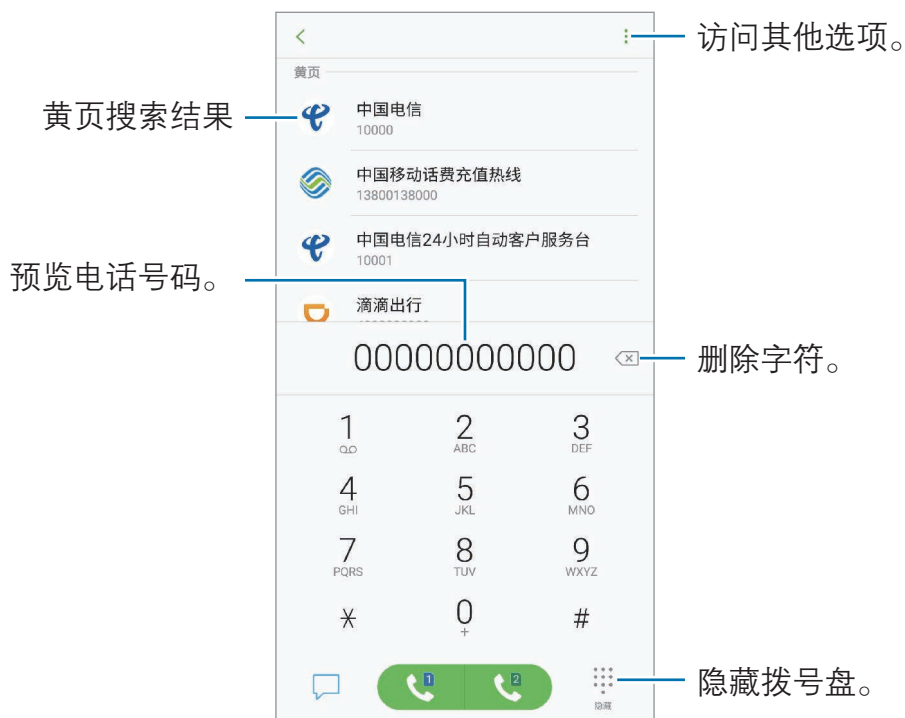 访问其他选项。
黄页
黄页搜索结果
中国电信
10000
中国移动话费充值热线
13800138000
中国电信24小时自动客户服务台
10001
预览电话号码。
滴滴出行
00000000000
删除字符。
1 2 3
ABC DEF
4 5 6
GHI JKL MNO
7 8 9
PQRS TUV WXYZ
* 0 #
+
1 2
隐藏
隐藏拨号盘。